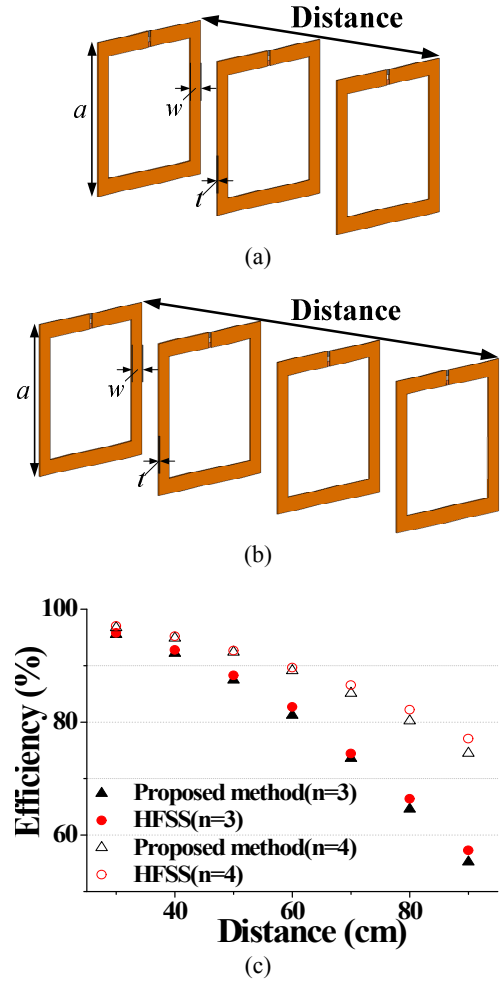 Distance
a
w
t
(a)
Distance
a
w
t
(b)
100
80
60
Efficiency (%)
Proposed method(n=3)
HFSS(n=3)
Proposed method(n=4)
HFSS(n=4)
40 60 80
Distance (cm)
(c)